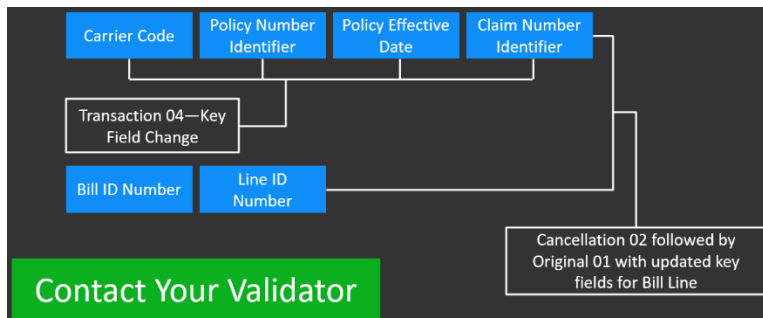 Carrier Code
Policy Number
Identifier
Policy Effective
Date
Claim Number
Identifier
Transaction 04—Key
Field Change
Bill ID Number
Line ID
Number
Cancellation 02 followed by
Original 01 with updated key
fields for Bill Line
Contact Your Validator